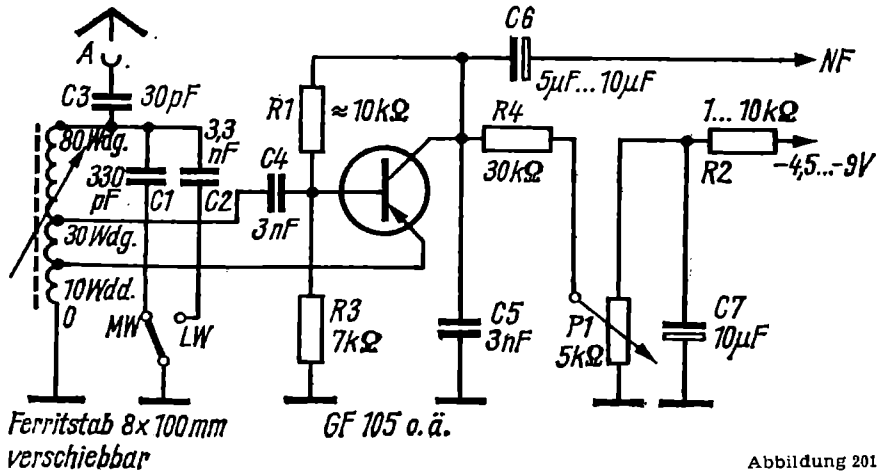 A
C3
30pF
80Wdg.
330
pF
C1
3,3
nF
C2
30Wdg.
10Wdd.
0
MW
LW
C4
3nF
R1
≈10kΩ
R3
7kΩ
C6
5µF...10µF
NF
R4
30kΩ
1... 10kΩ
R2
-4,5...-9V
C5
3nF
P1
5kΩ
C7
10µF
Ferritstab 8x100mm
verschiebbar
GF 105 o.ä.
Abbildung 201